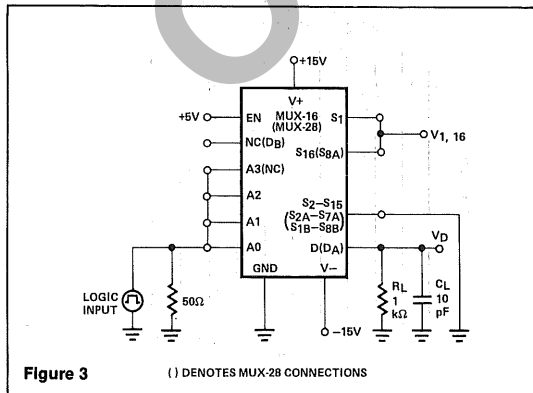 +15V
V+
+5V
EN
MUX-16
(MUX-28)
S1
V1, 16
NC(DB)
S16(S8A)
A3(NC)
A2
S2–S15
(S2A–S7A)
(S1B–S8B)
A1
VD
A0
D(DA)
GND
V−
LOGIC
INPUT
50Ω
RL
1
kΩ
CL
10
pF
−15V
Figure 3
( ) DENOTES MUX-28 CONNECTIONS